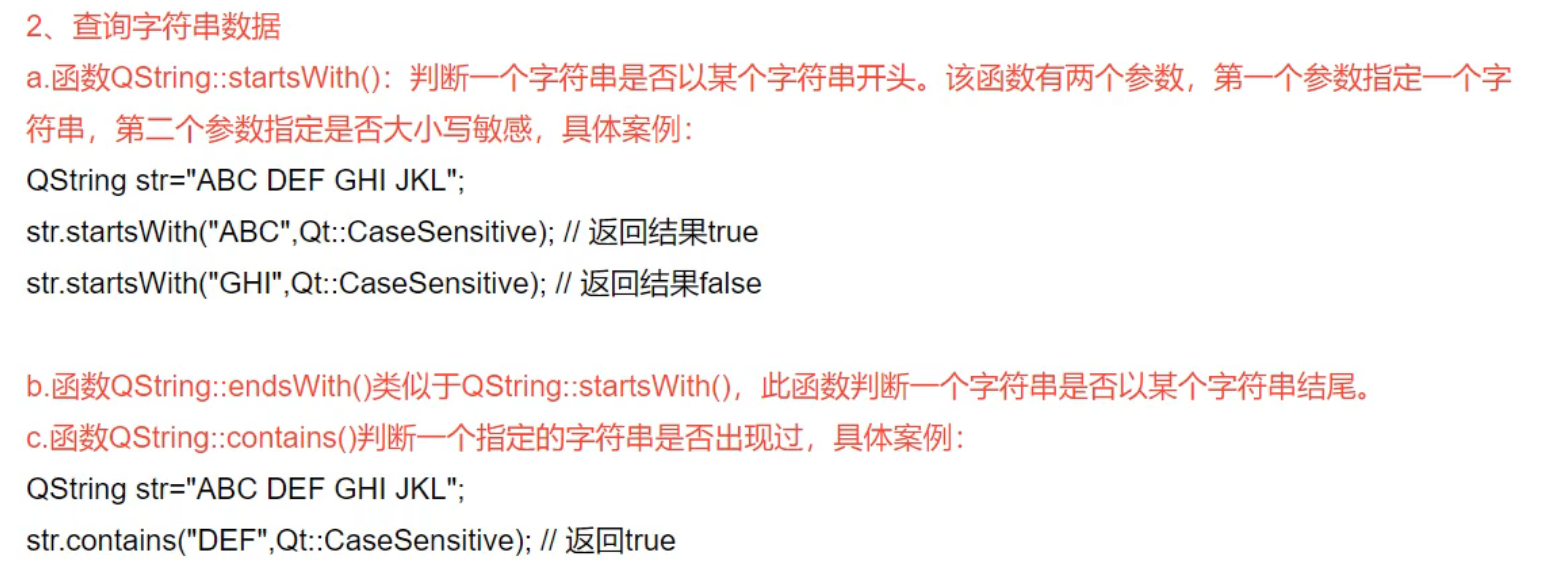 2、查询字符串数据
a.函数QString::startsWith()：判断一个字符串是否以某个字符串开头。该函数有两个参数，第一个参数指定一个字
符串，第二个参数指定是否大小写敏感，具体案例：
QString str="ABC DEF GHI JKL";
str.startsWith("ABC",Qt::CaseSensitive); // 返回结果true
str.startsWith("GHI",Qt::CaseSensitive); // 返回结果false
b.函数QString::endsWith()类似于QString::startsWith()，此函数判断一个字符串是否以某个字符串结尾。
c.函数QString::contains()判断一个指定的字符串是否出现过，具体案例：
QString str="ABC DEF GHI JKL";
str.contains("DEF",Qt::CaseSensitive); // 返回true